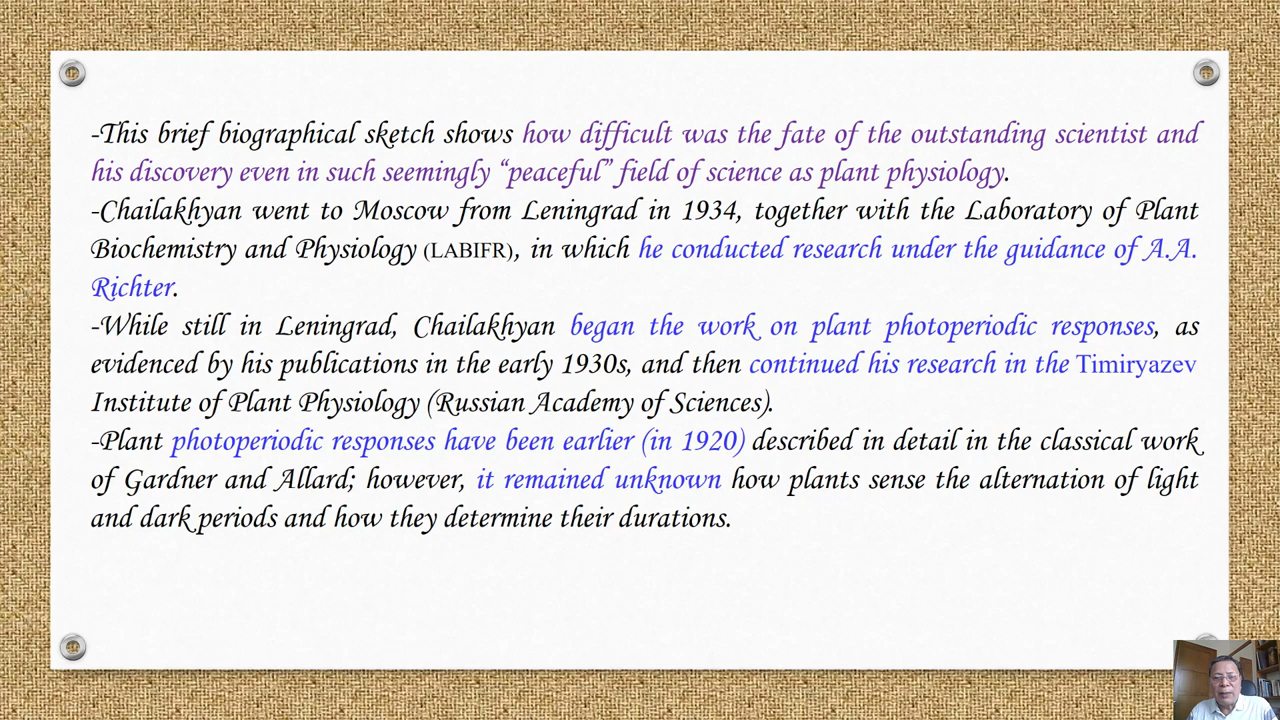 -This brief biographical sketch shows how difficult was the fate of the outstanding scientist and
his discovery even in such seemingly “peaceful” field of science as plant physiology.
-Chailakhyan went to Moscow from Leningrad in 1934, together with the Laboratory of Plant
Biochemistry and Physiology (LABIFR), in which he conducted research under the guidance of A.A.
Richter.
-While still in Leningrad, Chailakhyan began the work on plant photoperiodic responses, as
evidenced by his publications in the early 1930s, and then continued his research in the Timiryazev
Institute of Plant Physiology (Russian Academy of Sciences).
-Plant photoperiodic responses have been earlier (in 1920) described in detail in the classical work
of Gardner and Allard; however, it remained unknown how plants sense the alternation of light
and dark periods and how they determine their durations.